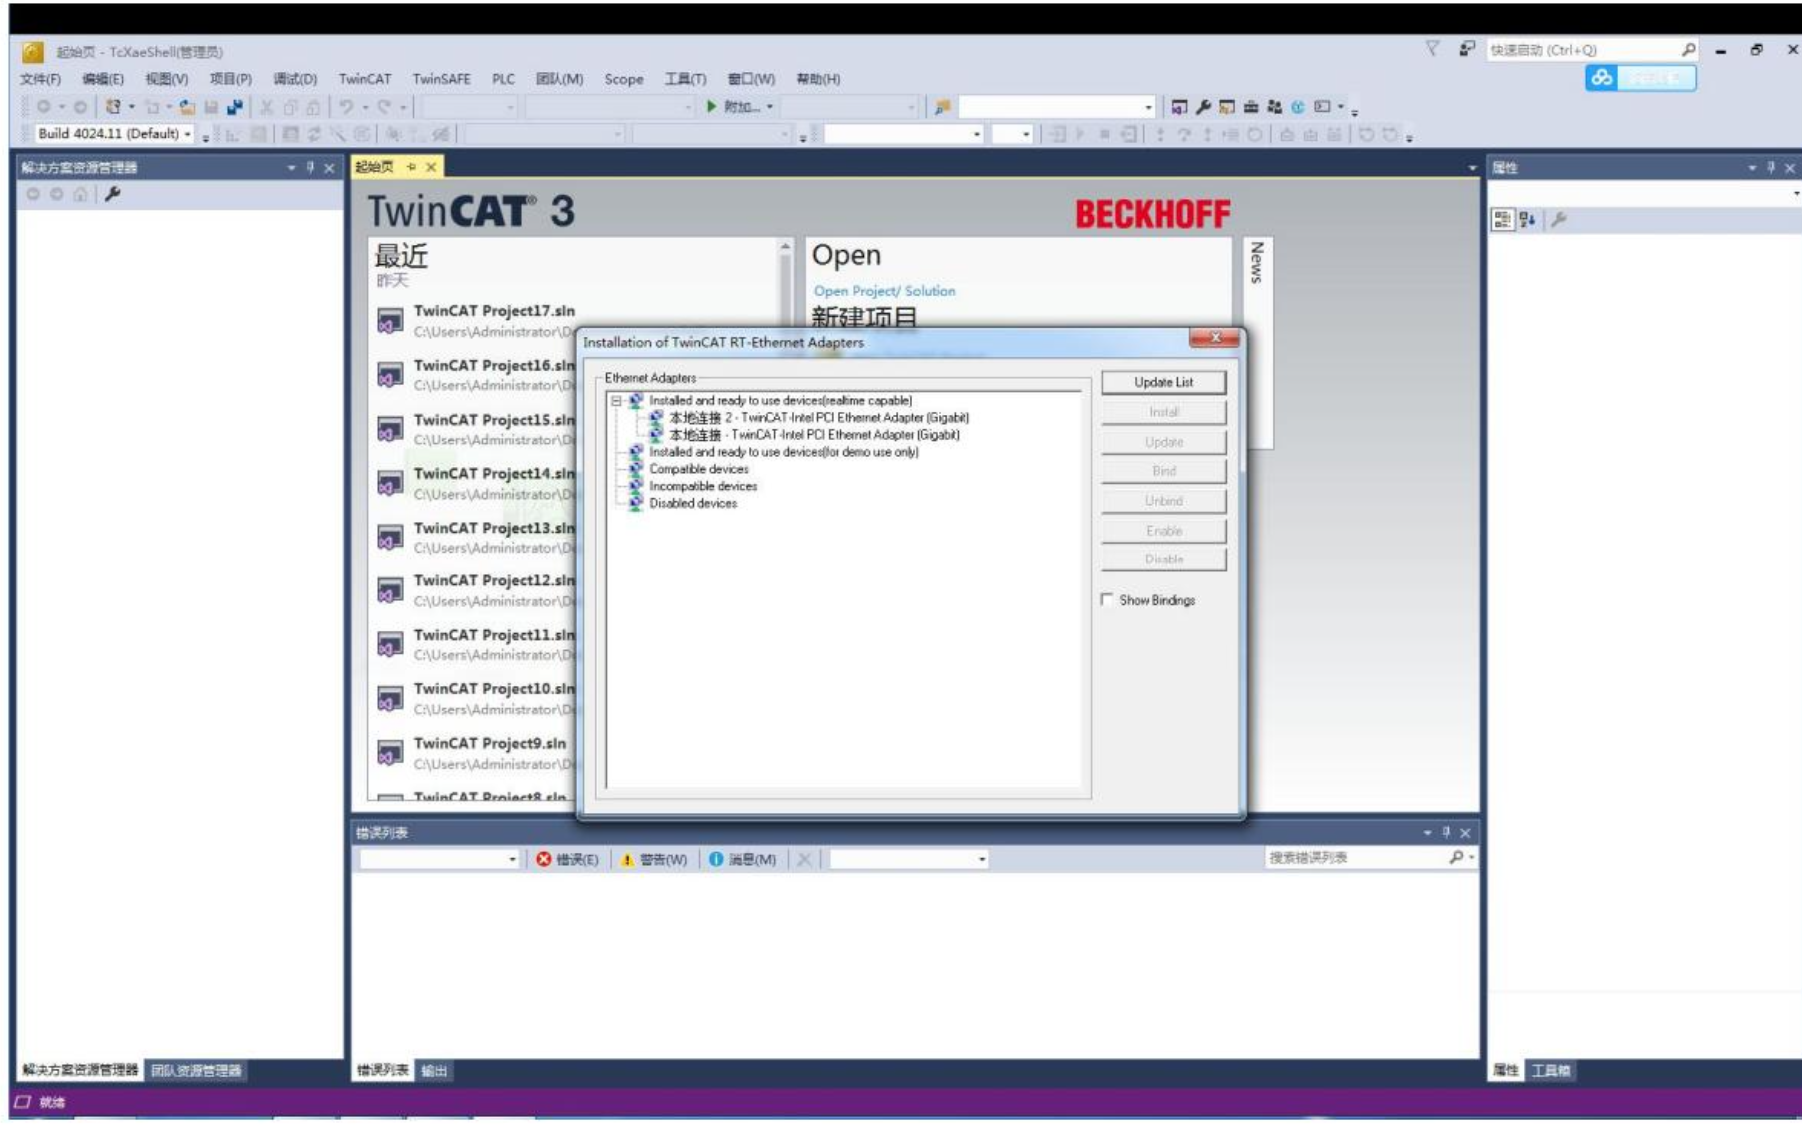 起始页 - TcXaeShell(管理员)
快速启动 (Ctrl+Q)
文件(F) 编辑(E) 视图(V) 项目(P) 调试(D) TwinCAT TwinSAFE PLC 团队(M) Scope 工具(T) 窗口(W) 帮助(H)
附加...
Build 4024.11 (Default)
解决方案资源管理器
起始页
属性
TwinCAT® 3
BECKHOFF
最近
昨天
TwinCAT Project17.sln
C:\Users\Administrator\D
TwinCAT Project16.sln
C:\Users\Administrator\D
TwinCAT Project15.sln
C:\Users\Administrator\D
TwinCAT Project14.sln
C:\Users\Administrator\D
TwinCAT Project13.sln
C:\Users\Administrator\D
TwinCAT Project12.sln
C:\Users\Administrator\D
TwinCAT Project11.sln
C:\Users\Administrator\D
TwinCAT Project10.sln
C:\Users\Administrator\D
TwinCAT Project9.sln
C:\Users\Administrator\D
TwinCAT Project8.sln
Open
Open Project/ Solution
新建项目
News
Installation of TwinCAT RT-Ethernet Adapters
Ethernet Adapters
Installed and ready to use devices(realtime capable)
本地连接 2 - TwinCAT-Intel PCI Ethernet Adapter (Gigabit)
本地连接 - TwinCAT-Intel PCI Ethernet Adapter (Gigabit)
Installed and ready to use devices(for demo use only)
Compatible devices
Incompatible devices
Disabled devices
Update List
Install
Update
Bind
Unbind
Enable
Disable
Show Bindings
错误列表
错误(E) 警告(W) 消息(M)
搜索错误列表
解决方案资源管理器 团队资源管理器
错误列表 输出
属性 工具箱
就绪